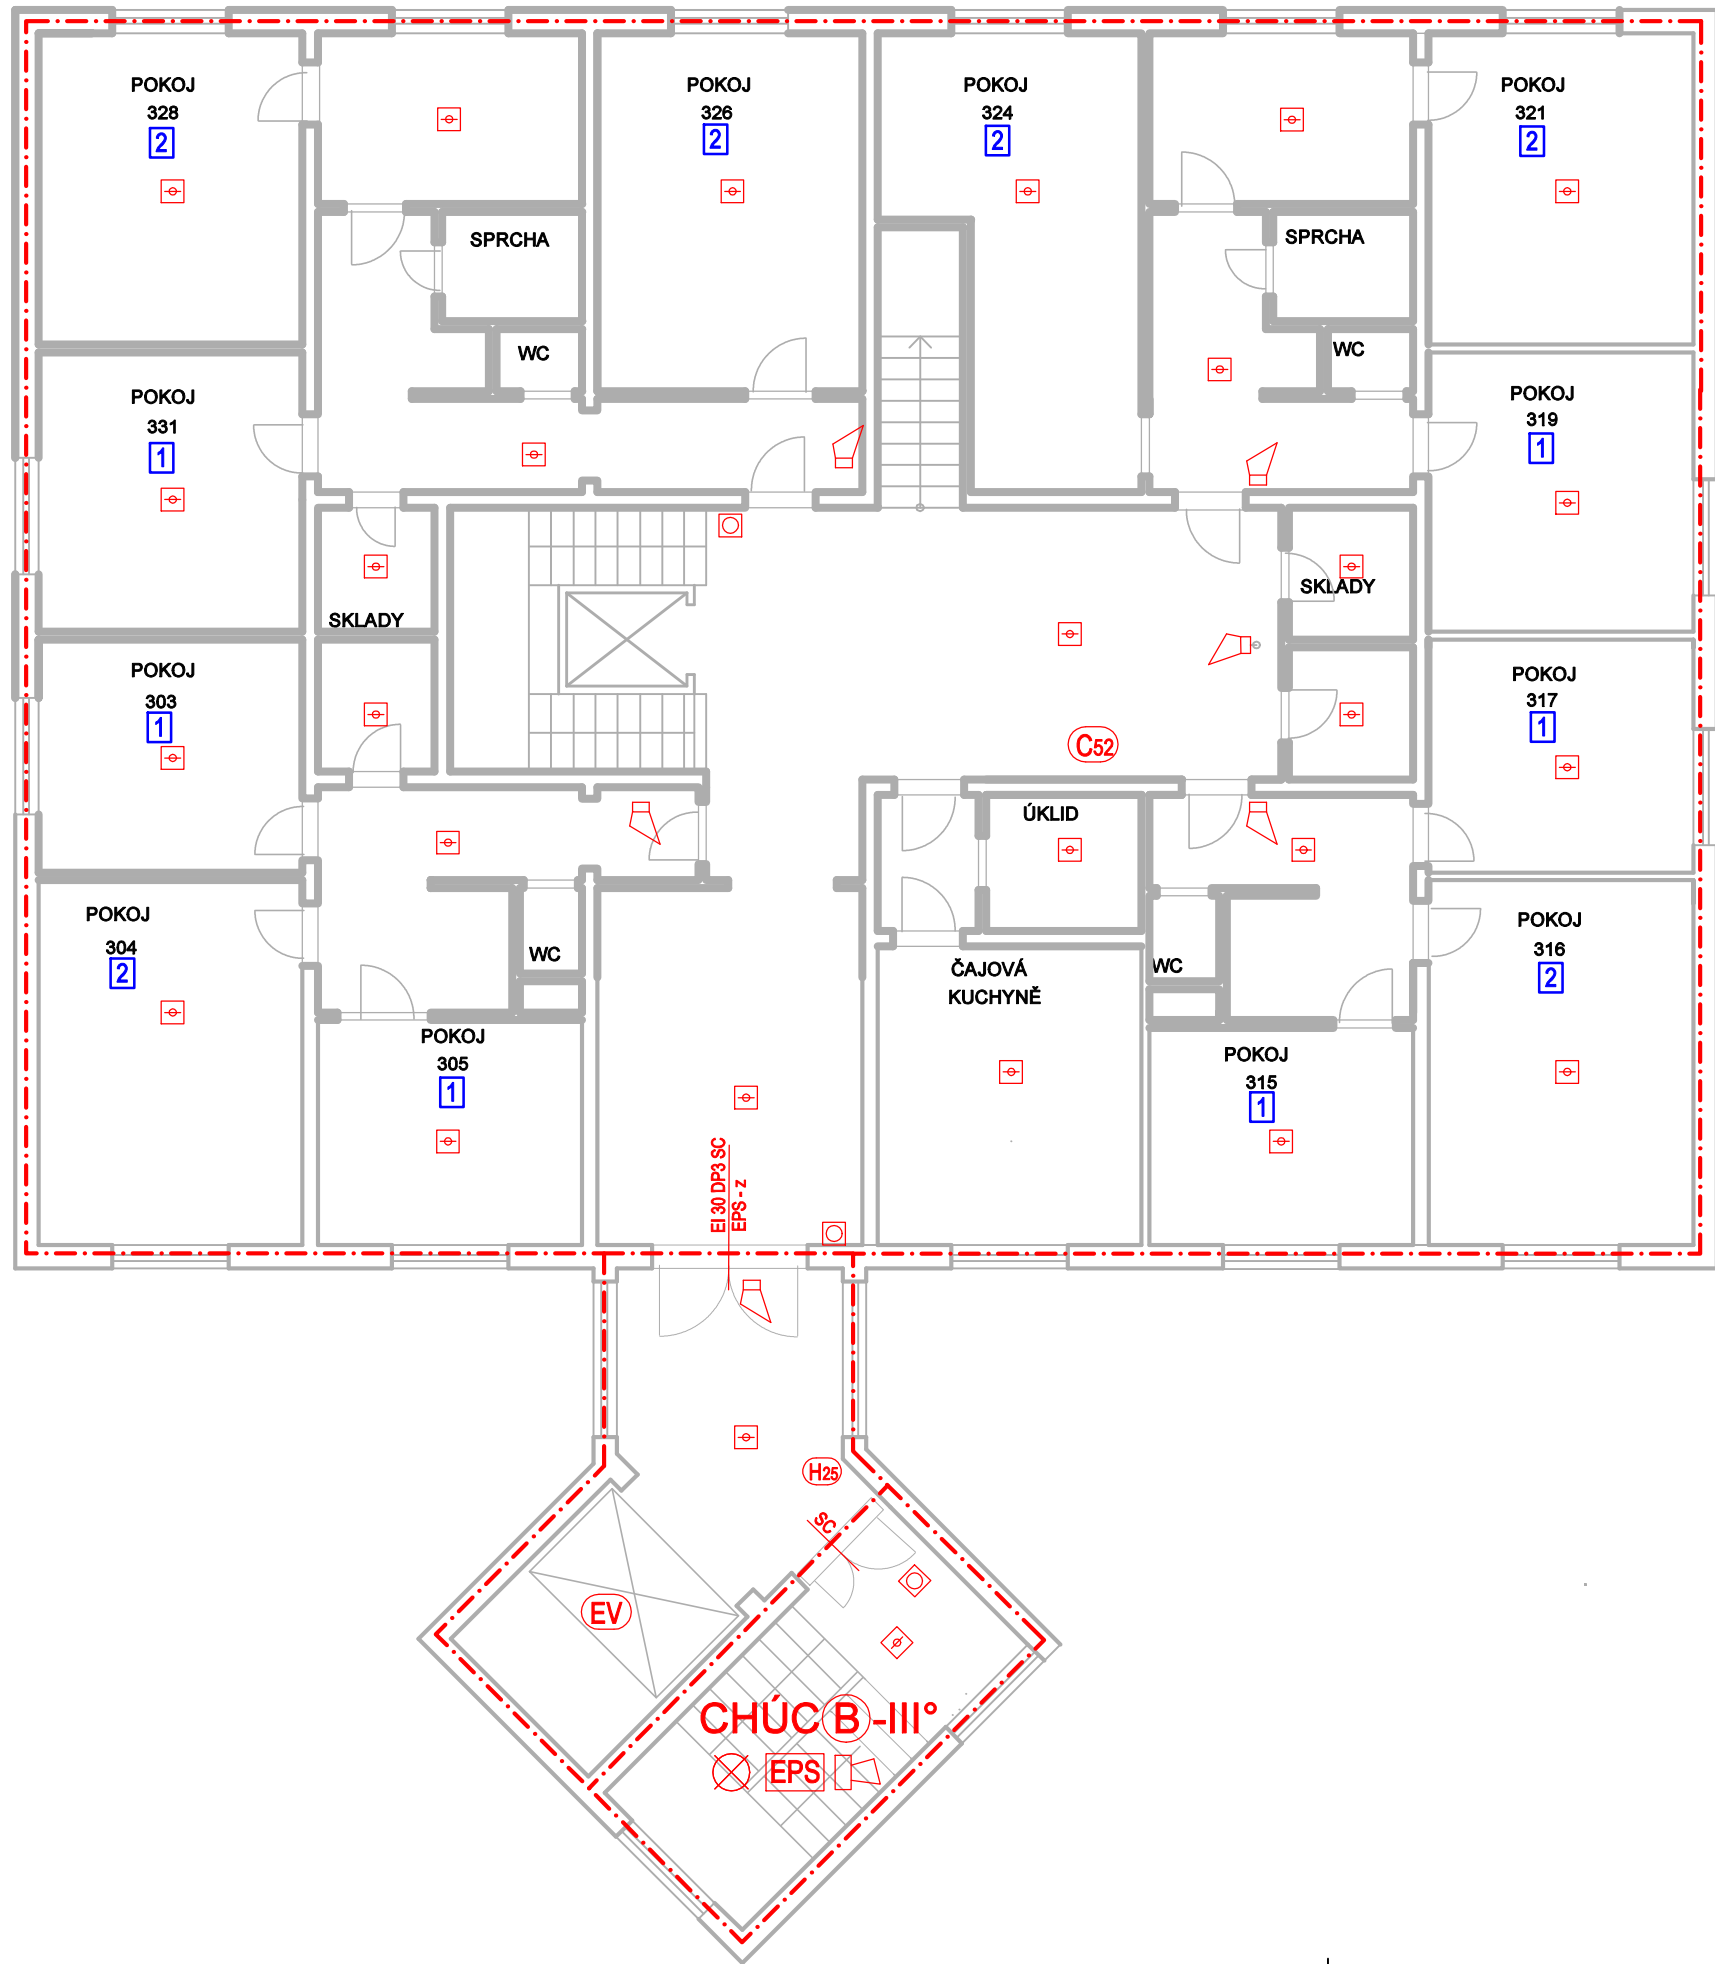 POKOJ
328
2
POKOJ
326
2
POKOJ
324
2
POKOJ
321
2
SPRCHA
SPRCHA
WC
WC
POKOJ
331
1
POKOJ
319
1
SKLADY
SKLADY
POKOJ
303
1
POKOJ
317
1
C52
ÚKLID
POKOJ
304
2
WC
ČAJOVÁ
KUCHYNĚ
WC
POKOJ
316
2
POKOJ
305
1
POKOJ
315
1
EI 30 DP3 SC
EPS - z
H25
SC
EV
CHÚC B -III°
EPS